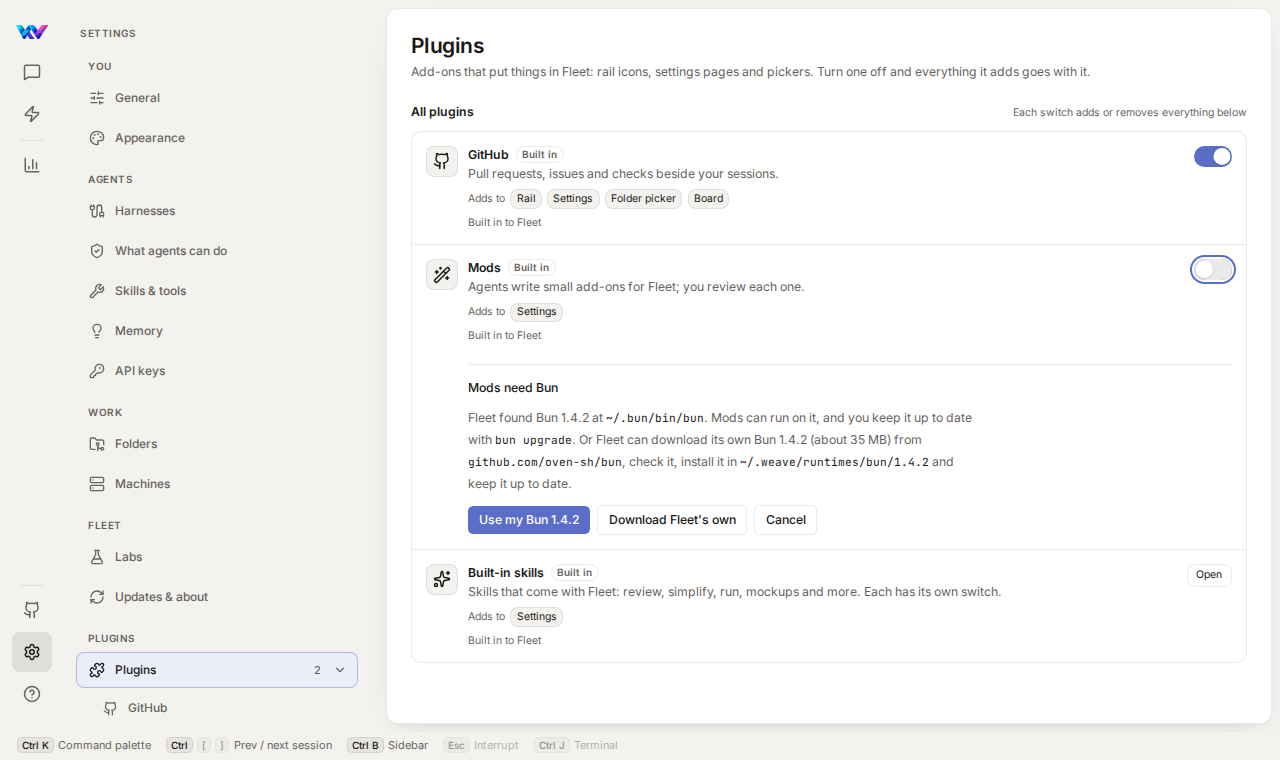 SETTINGS
YOU
General
Appearance
AGENTS
Harnesses
What agents can do
Skills & tools
Memory
API keys
WORK
Folders
Machines
FLEET
Labs
Updates & about
PLUGINS
Plugins 2
GitHub
Plugins
Add-ons that put things in Fleet: rail icons, settings pages and pickers. Turn one off and everything it adds goes with it.
All plugins
Each switch adds or removes everything below
GitHub Built in
Pull requests, issues and checks beside your sessions.
Adds to Rail Settings Folder picker Board
Built in to Fleet
Mods Built in
Agents write small add-ons for Fleet; you review each one.
Adds to Settings
Built in to Fleet
Mods need Bun
Fleet found Bun 1.4.2 at ~/.bun/bin/bun. Mods can run on it, and you keep it up to date
with bun upgrade. Or Fleet can download its own Bun 1.4.2 (about 35 MB) from
github.com/oven-sh/bun, check it, install it in ~/.weave/runtimes/bun/1.4.2 and
keep it up to date.
Use my Bun 1.4.2 Download Fleet's own Cancel
Built-in skills Built in
Open
Skills that come with Fleet: review, simplify, run, mockups and more. Each has its own switch.
Adds to Settings
Built in to Fleet
Ctrl K Command palette Ctrl [ ] Prev / next session Ctrl B Sidebar Esc Interrupt Ctrl J Terminal